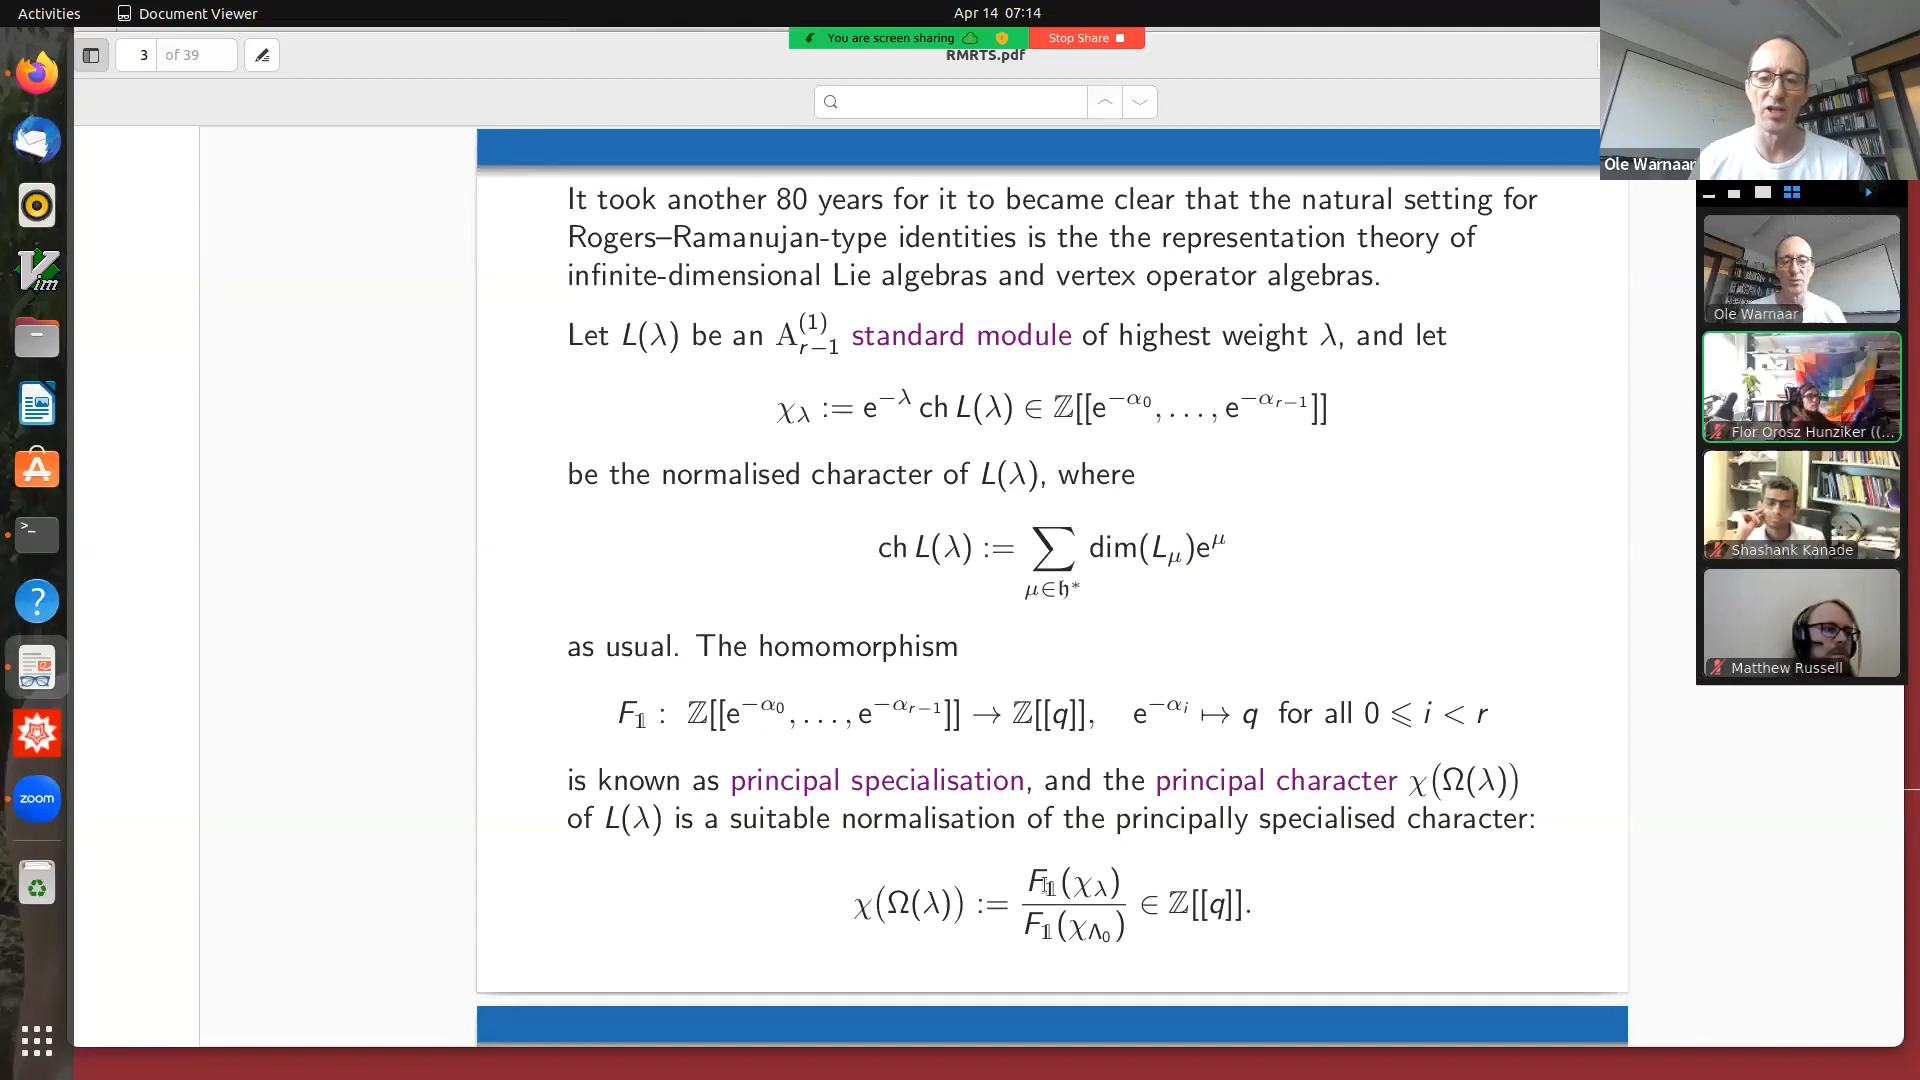 Activities
Document Viewer
Apr 14 07:14
You are screen sharing
Stop Share
3 of 39
RMRTS.pdf
It took another 80 years for it to became clear that the natural setting for
Rogers–Ramanujan-type identities is the the representation theory of
infinite-dimensional Lie algebras and vertex operator algebras.
Let L(λ) be an A_{r−1}^{(1)} standard module of highest weight λ, and let
χ_λ := e^{−λ} ch L(λ) ∈ ℤ[[e^{−α_0}, . . . , e^{−α_{r−1}}]]
be the normalised character of L(λ), where
ch L(λ) := ∑_{μ∈𝔥*} dim(L_μ)e^μ
as usual. The homomorphism
F_𝟙 : ℤ[[e^{−α_0}, . . . , e^{−α_{r−1}}]] → ℤ[[q]], e^{−α_i} ↦ q for all 0 ⩽ i < r
is known as principal specialisation, and the principal character χ(Ω(λ))
of L(λ) is a suitable normalisation of the principally specialised character:
χ(Ω(λ)) := F_𝟙(χ_λ) / F_𝟙(χ_{Λ_0}) ∈ ℤ[[q]].
Ole Warnaar
Ole Warnaar
Flor Orosz Hunziker ((...
Shashank Kanade
Matthew Russell
Vim
>_
?
zoom